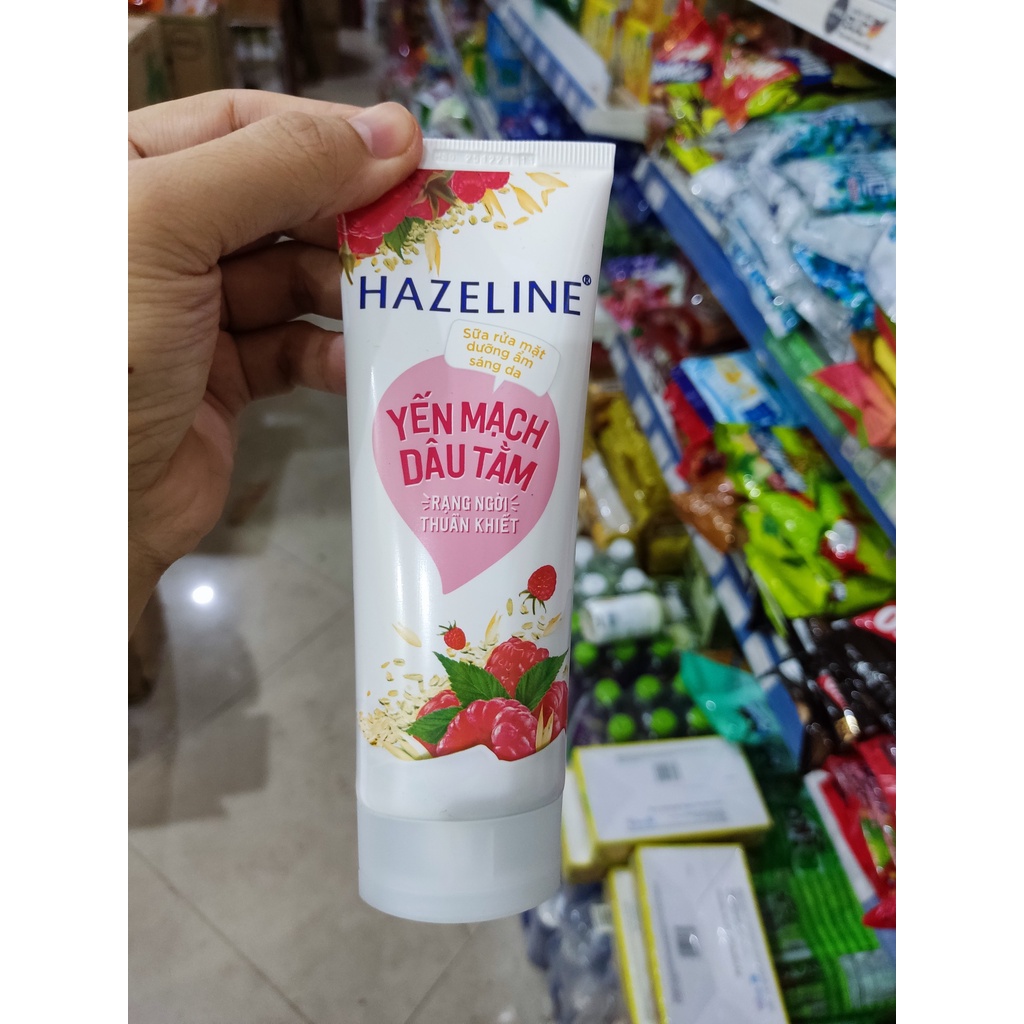 HAZELINE
Sữa rửa mặt
dưỡng ẩm
sáng da
YẾN MẠCH
DÂU TẰM
RẠNG NGỜI
THUẦN KHIẾT